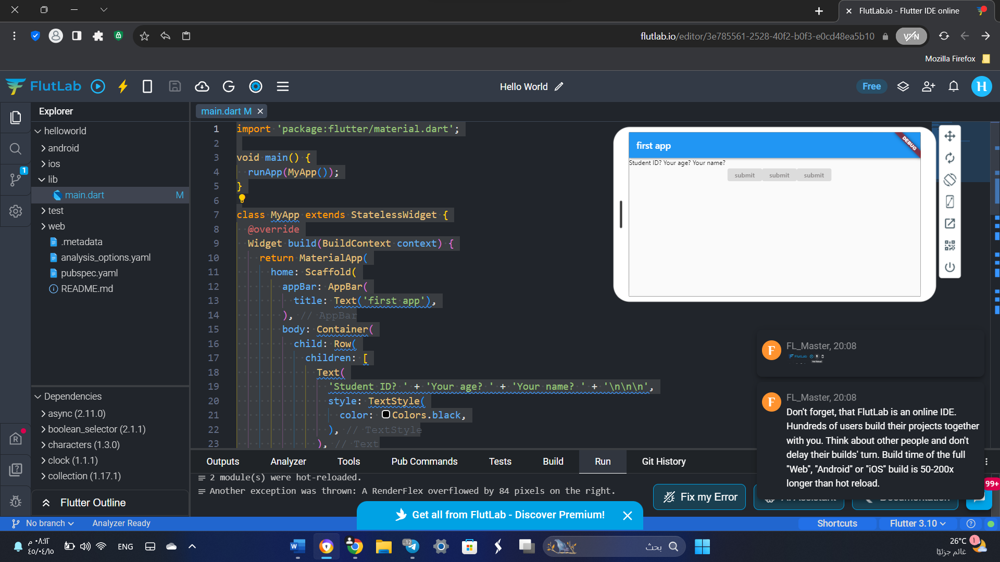 FlutLab.io - Flutter IDE online
flutlab.io/editor/3e785561-2528-40f2-b0f3-e0cd48ea5b10
VPN
Mozilla Firefox
FlutLab
Hello World
Free
H
Explorer
helloworld
android
ios
lib
main.dart M
test
web
.metadata
analysis_options.yaml
pubspec.yaml
README.md
1
Dependencies
async (2.11.0)
boolean_selector (2.1.1)
characters (1.3.0)
clock (1.1.1)
collection (1.17.1)
Flutter Outline
main.dart M
1 import 'package:flutter/material.dart';
2
3 void main() {
4 runApp(MyApp());
5 }
6
7 class MyApp extends StatelessWidget {
8 @override
9 Widget build(BuildContext context) {
10 return MaterialApp(
11 home: Scaffold(
12 appBar: AppBar(
13 title: Text('first app'),
14 ), // AppBar
15 body: Container(
16 child: Row(
17 children: [
18 Text(
19 'Student ID? ' + 'Your age? ' + 'Your name? ' + '\n\n\n',
20 style: TextStyle(
21 color: Colors.black,
22 ), // TextStyle
23 ), // Text
first app
DEBUG
Student ID? Your age? Your name?
submit submit submit
F
FL_Master, 20:08
FlutLab
F
FL_Master, 20:08
Don't forget, that FlutLab is an online IDE.
Hundreds of users build their projects together
with you. Think about other people and don't
delay their builds' turn. Build time of the full
"Web", "Android" or "iOS" build is 50-200x
longer than hot reload.
99+
Outputs Analyzer Tools Pub Commands Tests Build Run Git History
2 module(s) were hot-reloaded.
Another exception was thrown: A RenderFlex overflowed by 84 pixels on the right.
Fix my Error
AI Assistant
Documentation
Get all from FlutLab - Discover Premium!
No branch
Analyzer Ready
Shortcuts
Flutter 3.10
٠٨:١٢ م
٤٥/٠٤/١٥
ENG
12
بحث
26°C
غائم جزئيًا
1